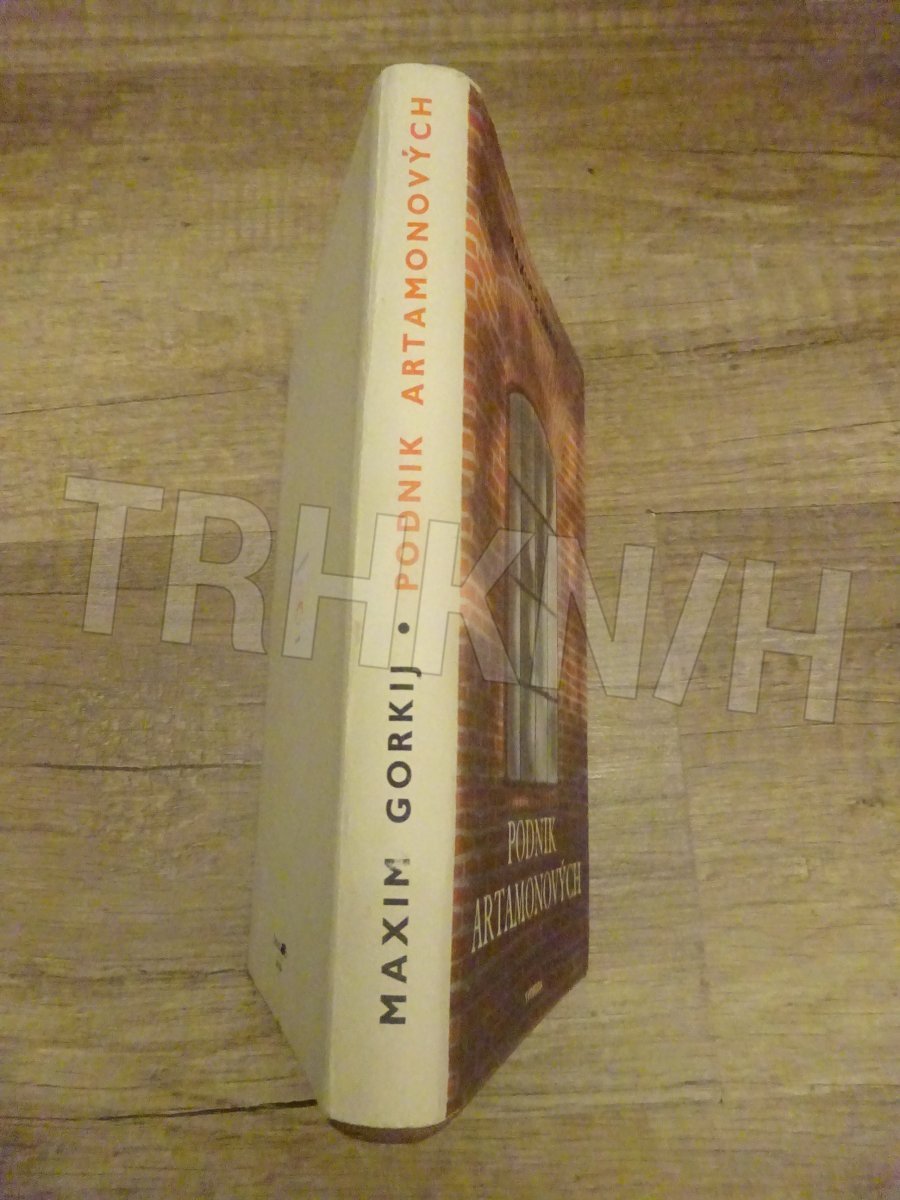 MAXIM GORKIJ • PODNIK ARTAMONOVÝCH
PODNIK
ARTAMONOVÝCH
TRHKNIH